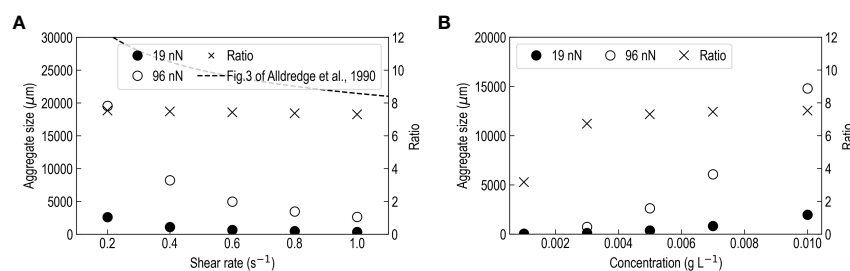 A
30000
25000
20000
15000
10000
5000
0
Aggregate size (μm)
19 nN
96 nN
Ratio
Fig.3 of Alldredge et al., 1990
12
10
8
6
4
2
0
Ratio
0.2 0.4 0.6 0.8 1.0
Shear rate (s⁻¹)
B
20000
15000
10000
5000
0
Aggregate size (μm)
19 nN 96 nN Ratio
12
10
8
6
4
2
0
Ratio
0.002 0.004 0.006 0.008 0.010
Concentration (g L⁻¹)